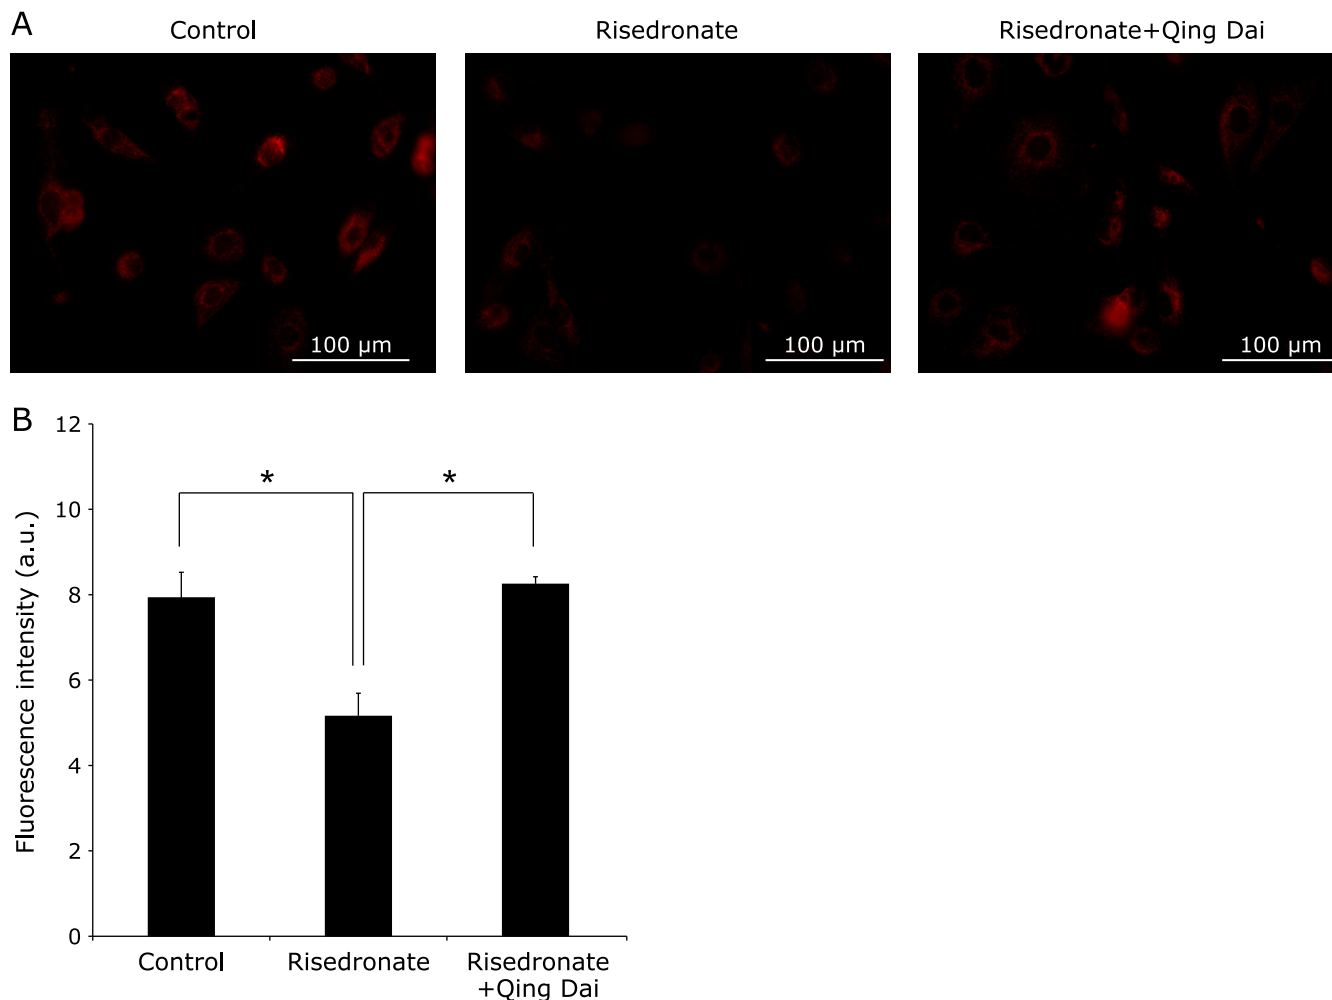 A
Control
Risedronate
Risedronate+Qing Dai
100 µm
100 µm
100 µm
B
12
10
8
6
4
2
0
Fluorescence intensity (a.u.)
*
*
Control
Risedronate
Risedronate
+Qing Dai